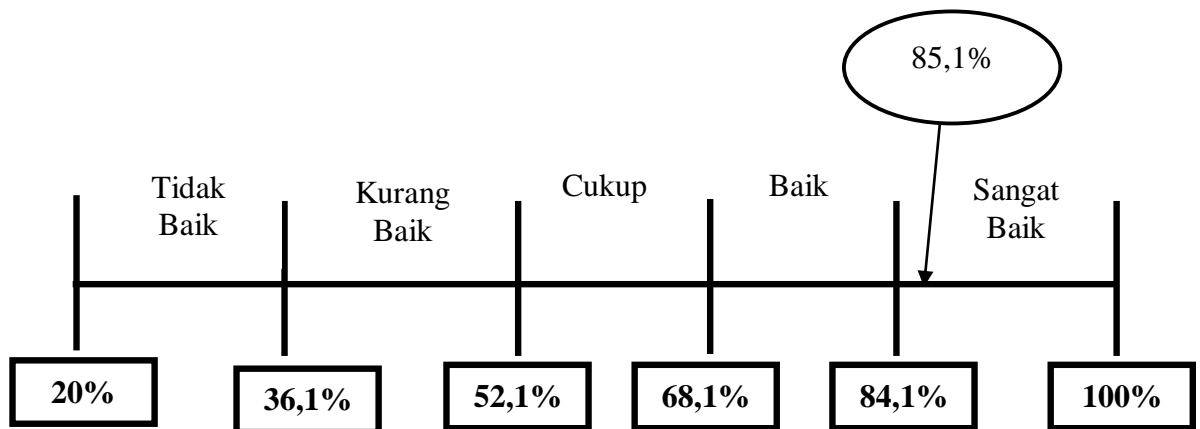 85,1%
Tidak
Baik
Kurang
Baik
Cukup
Baik
Sangat
Baik
20%
36,1%
52,1%
68,1%
84,1%
100%